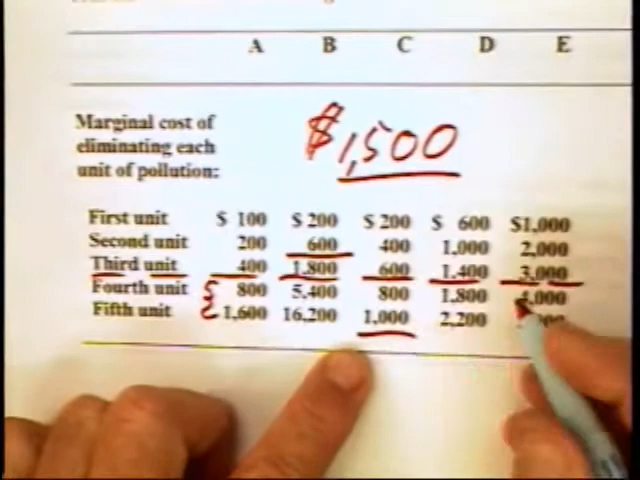 A B C D E
Marginal cost of
eliminating each
unit of pollution:
$1,500
First unit $ 100 $ 200 $ 200 $ 600 $1,000
Second unit 200 600 400 1,000 2,000
Third unit 400 1,800 600 1,400 3,000
Fourth unit 800 5,400 800 1,800 4,000
Fifth unit 1,600 16,200 1,000 2,200